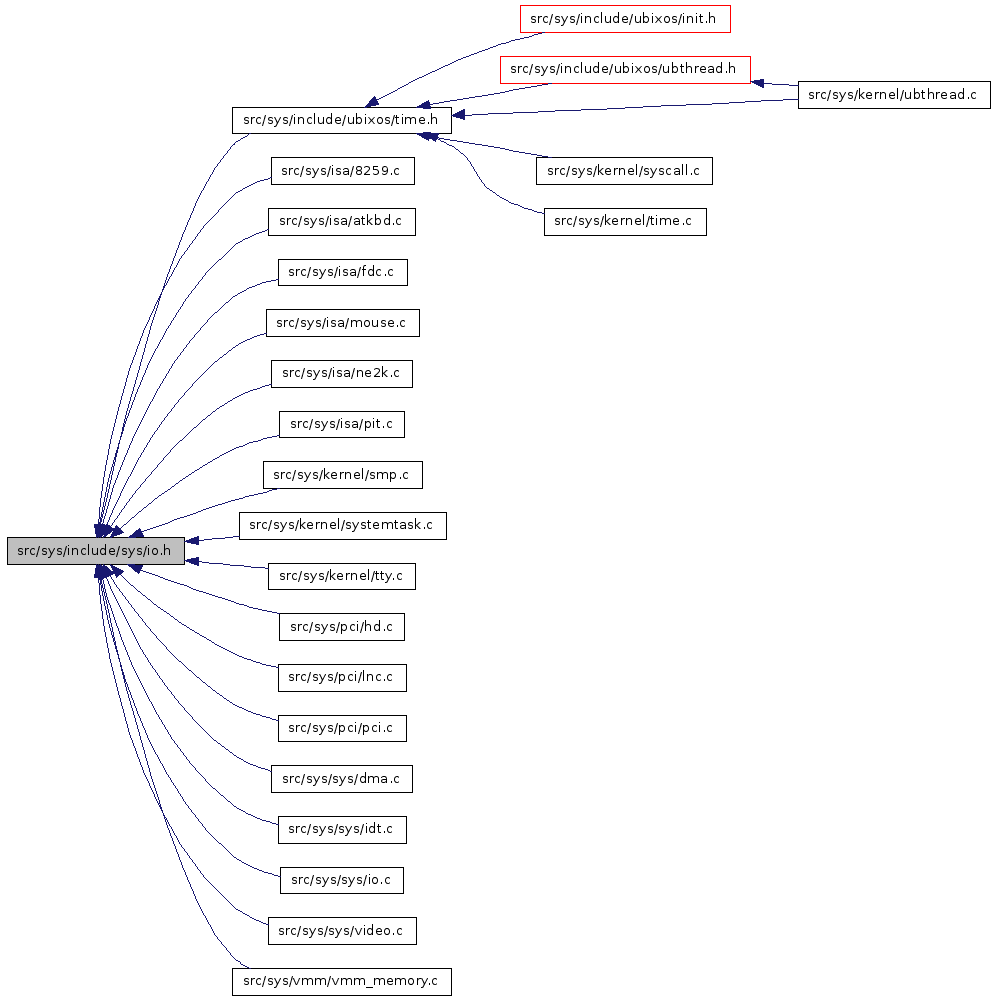 src/sys/include/ubixos/init.h
src/sys/include/ubixos/ubthread.h
src/sys/kernel/ubthread.c
src/sys/include/ubixos/time.h
src/sys/isa/8259.c
src/sys/kernel/syscall.c
src/sys/isa/atkbd.c
src/sys/kernel/time.c
src/sys/isa/fdc.c
src/sys/isa/mouse.c
src/sys/isa/ne2k.c
src/sys/isa/pit.c
src/sys/kernel/smp.c
src/sys/kernel/systemtask.c
src/sys/include/sys/io.h
src/sys/kernel/tty.c
src/sys/pci/hd.c
src/sys/pci/lnc.c
src/sys/pci/pci.c
src/sys/sys/dma.c
src/sys/sys/idt.c
src/sys/sys/io.c
src/sys/sys/video.c
src/sys/vmm/vmm_memory.c